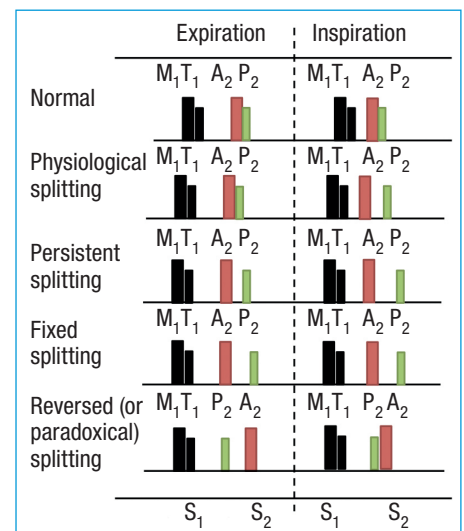 Expiration Inspiration
M₁T₁ A₂ P₂ M₁T₁ A₂ P₂
Normal
Physiological
splitting
M₁T₁ A₂ P₂ M₁T₁ A₂ P₂
Persistent
splitting
M₁T₁ A₂ P₂ M₁T₁ A₂ P₂
Fixed
splitting
M₁T₁ A₂ P₂ M₁T₁ A₂ P₂
Reversed (or
paradoxical)
splitting
M₁T₁ P₂ A₂ M₁T₁ P₂ A₂
S₁ S₂ S₁ S₂